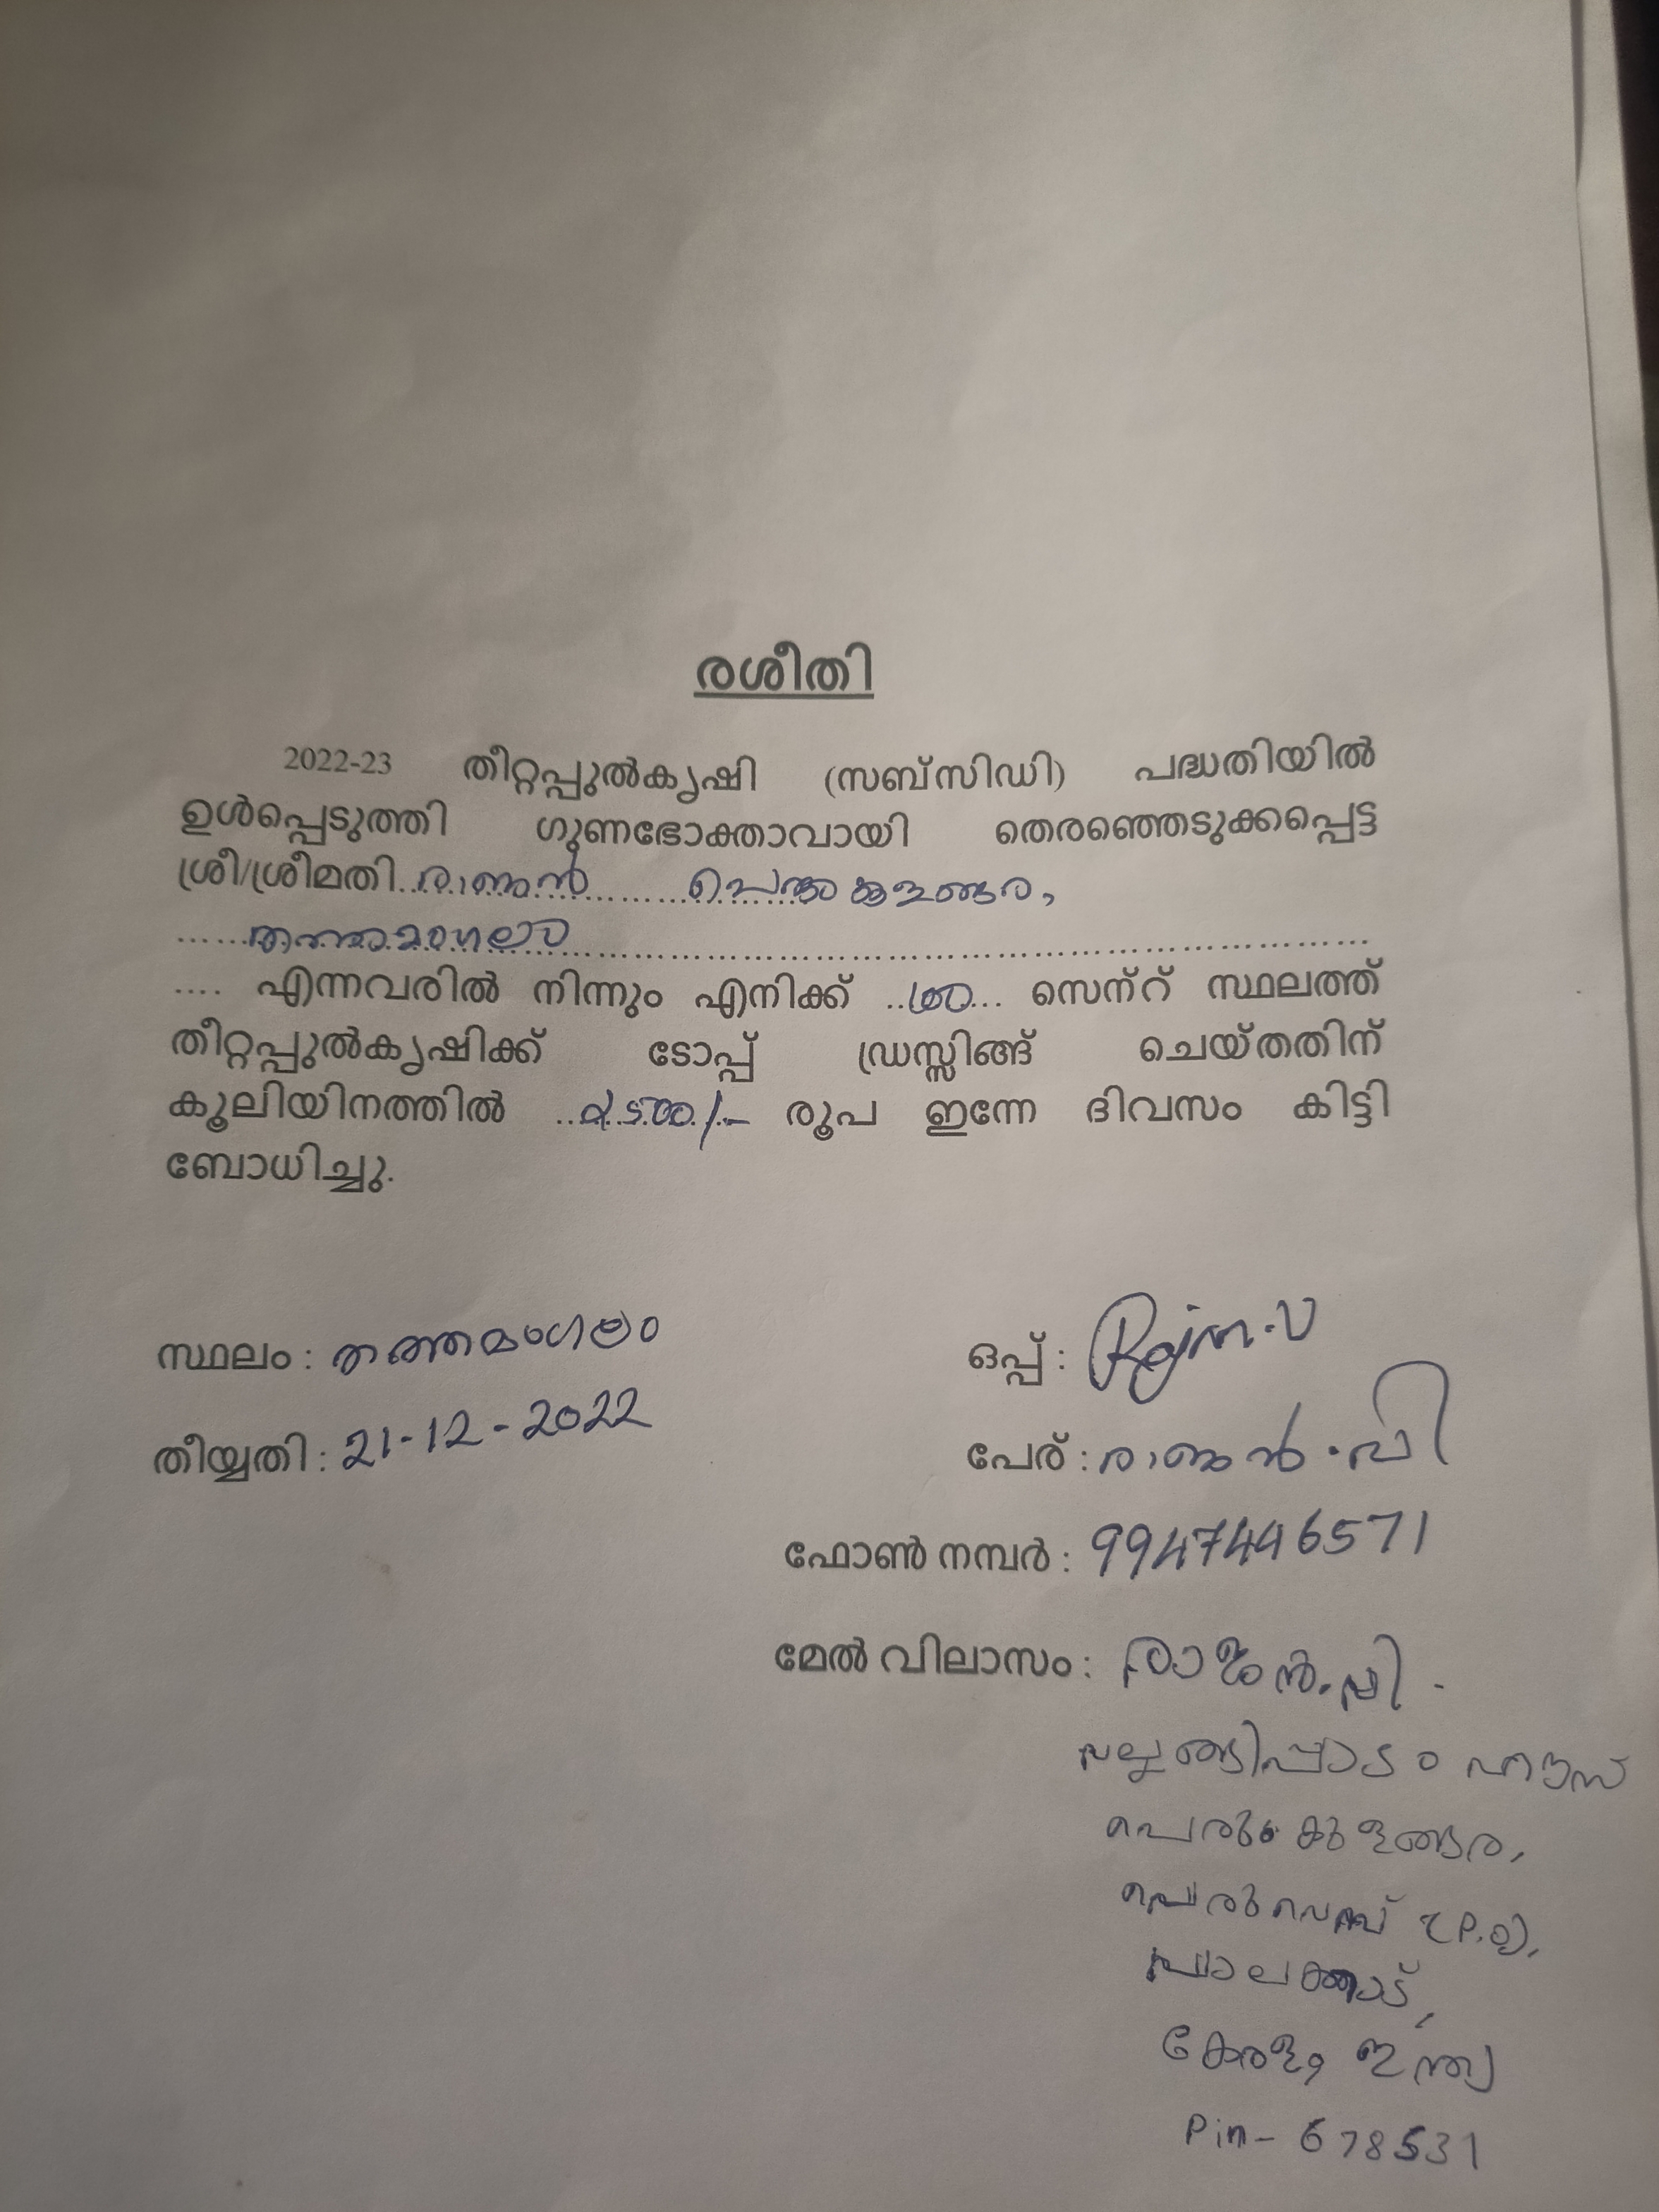 രശീതി
2022-23 തീറ്റപ്പുൽകൃഷി (സബ്സിഡി) പദ്ധതിയിൽ
ഉൾപ്പെടുത്തി ഗുണഭോക്താവായി തെരഞ്ഞെടുക്കപ്പെട്ട
ശ്രീ/ശ്രീമതി..രാജൻ..........പെരുംകുളങ്ങര,
......തത്തമംഗലം..........................................................
.... എന്നവരിൽ നിന്നും എനിക്ക് ..100... സെന്റ് സ്ഥലത്ത്
തീറ്റപ്പുൽകൃഷിക്ക് ടോപ്പ് ഡ്രസ്സിങ്ങ് ചെയ്തതിന്
കൂലിയിനത്തിൽ ...../- രൂപ ഇന്നേ ദിവസം കിട്ടി
ബോധിച്ചു.
സ്ഥലം : തത്തമംഗലം
ഒപ്പ് : Rajan.V
തീയ്യതി : 21-12-2022
പേര് : രാജൻ.വി
ഫോൺ നമ്പർ : 9947446571
മേൽ വിലാസം : രാജൻ.വി.
പല്ലങ്ങിപ്പാടം ഹൗസ്
പെരുംകുളങ്ങര,
പെരുവെമ്പ് (P.O),
പാലക്കാട്,
കേരള, ഇന്ത്യ
Pin- 678531